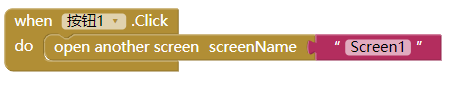 when 按钮1 .Click
do open another screen screenName " Screen1 "